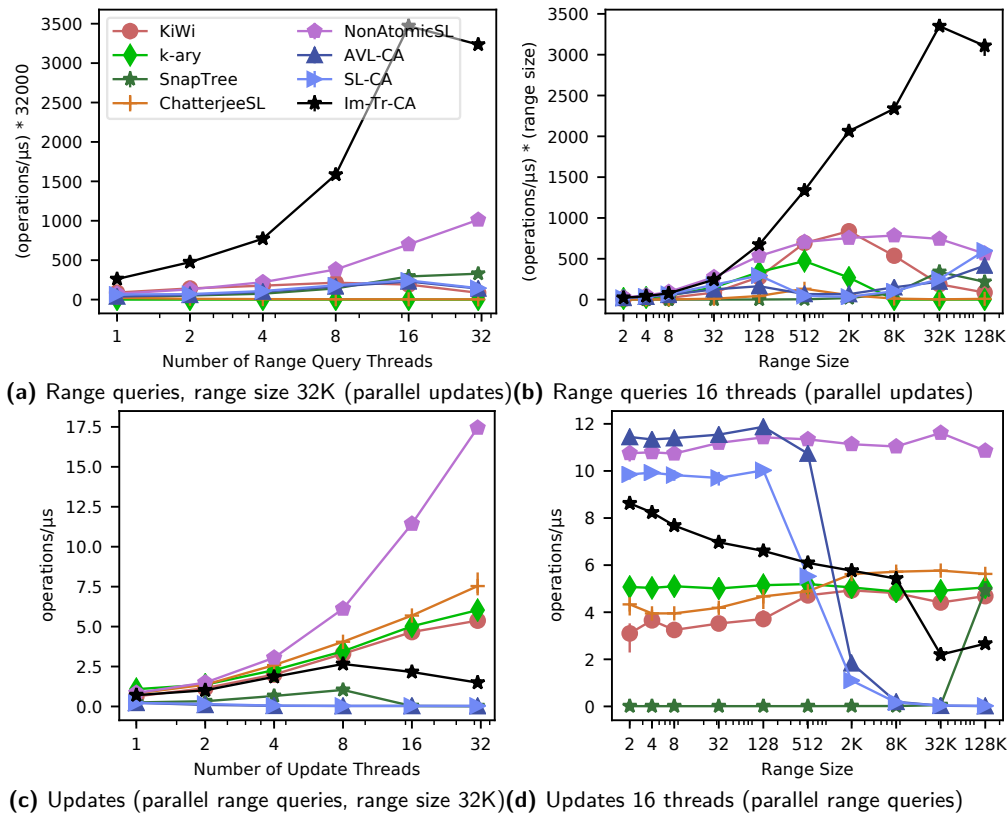 3500
3000
2500
2000
1500
1000
500
0
(operations/µs) * 32000
KiWi
k-ary
SnapTree
ChatterjeeSL
NonAtomicSL
AVL-CA
SL-CA
Im-Tr-CA
1 2 4 8 16 32
Number of Range Query Threads
3500
3000
2500
2000
1500
1000
500
0
(operations/µs) * (range size)
2 4 8 32 128 512 2K 8K 32K 128K
Range Size
(a) Range queries, range size 32K (parallel updates)
(b) Range queries 16 threads (parallel updates)
17.5
15.0
12.5
10.0
7.5
5.0
2.5
0.0
operations/µs
1 2 4 8 16 32
Number of Update Threads
12
10
8
6
4
2
0
operations/µs
2 4 8 32 128 512 2K 8K 32K 128K
Range Size
(c) Updates (parallel range queries, range size 32K)
(d) Updates 16 threads (parallel range queries)